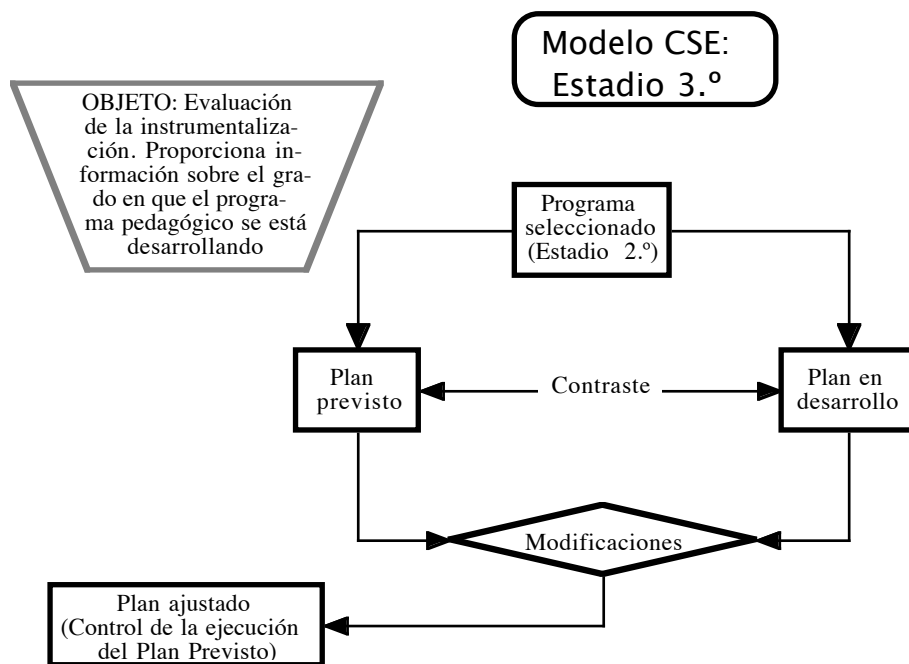 Modelo CSE:
Estadio 3.º
OBJETO: Evaluación
de la instrumentaliza-
ción. Proporciona in-
formación sobre el gra-
do en que el progra-
ma pedagógico se está
desarrollando
Programa
seleccionado
(Estadio 2.º)
Plan
previsto
Contraste
Plan en
desarrollo
Modificaciones
Plan ajustado
(Control de la ejecución
del Plan Previsto)